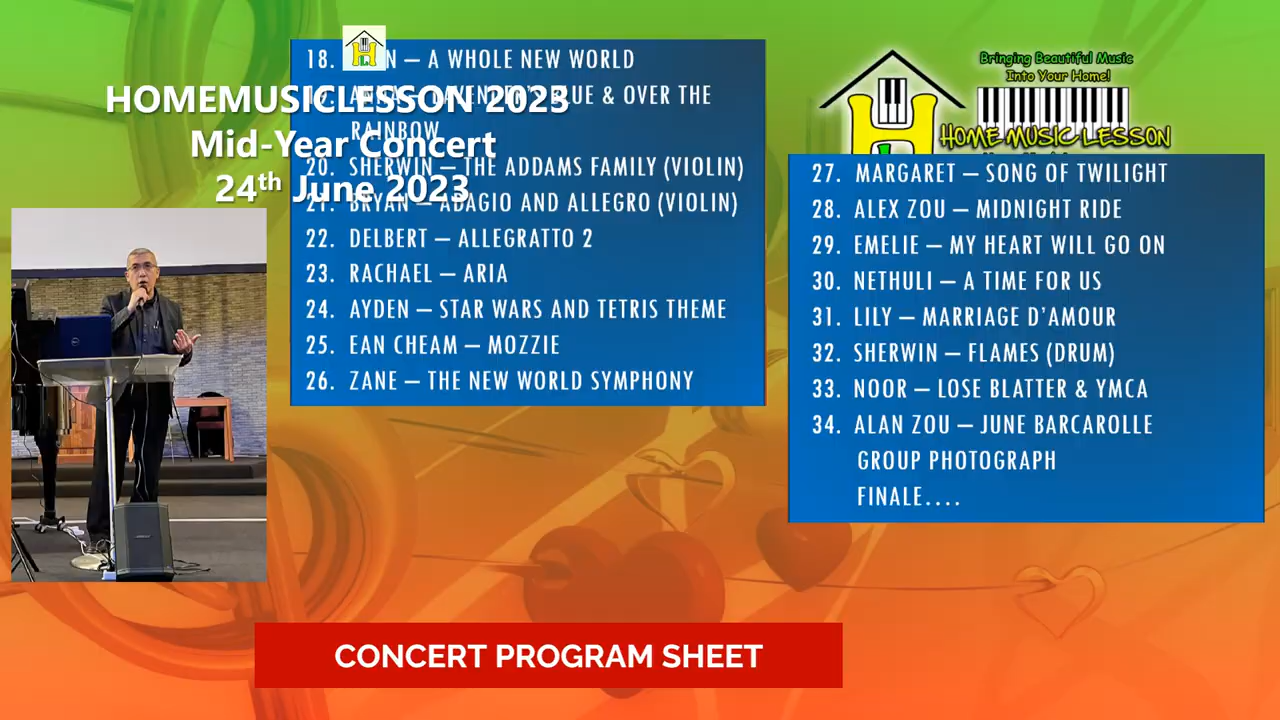 HOMEMUSICLESSON 2023
Mid-Year Concert
24th June 2023
18. – A WHOLE NEW WORLD
BLUE & OVER THE
RAINBOW
20. SHERWIN – THE ADDAMS FAMILY (VIOLIN)
21. BRYAN – ADAGIO AND ALLEGRO (VIOLIN)
22. DELBERT – ALLEGRATTO 2
23. RACHAEL – ARIA
24. AYDEN – STAR WARS AND TETRIS THEME
25. EAN CHEAM – MOZZIE
26. ZANE – THE NEW WORLD SYMPHONY
Bringing Beautiful Music
Into Your Home!
HOME MUSIC LESSON
27. MARGARET – SONG OF TWILIGHT
28. ALEX ZOU – MIDNIGHT RIDE
29. EMELIE – MY HEART WILL GO ON
30. NETHULI – A TIME FOR US
31. LILY – MARRIAGE D'AMOUR
32. SHERWIN – FLAMES (DRUM)
33. NOOR – LOSE BLATTER & YMCA
34. ALAN ZOU – JUNE BARCAROLLE
GROUP PHOTOGRAPH
FINALE....
CONCERT PROGRAM SHEET